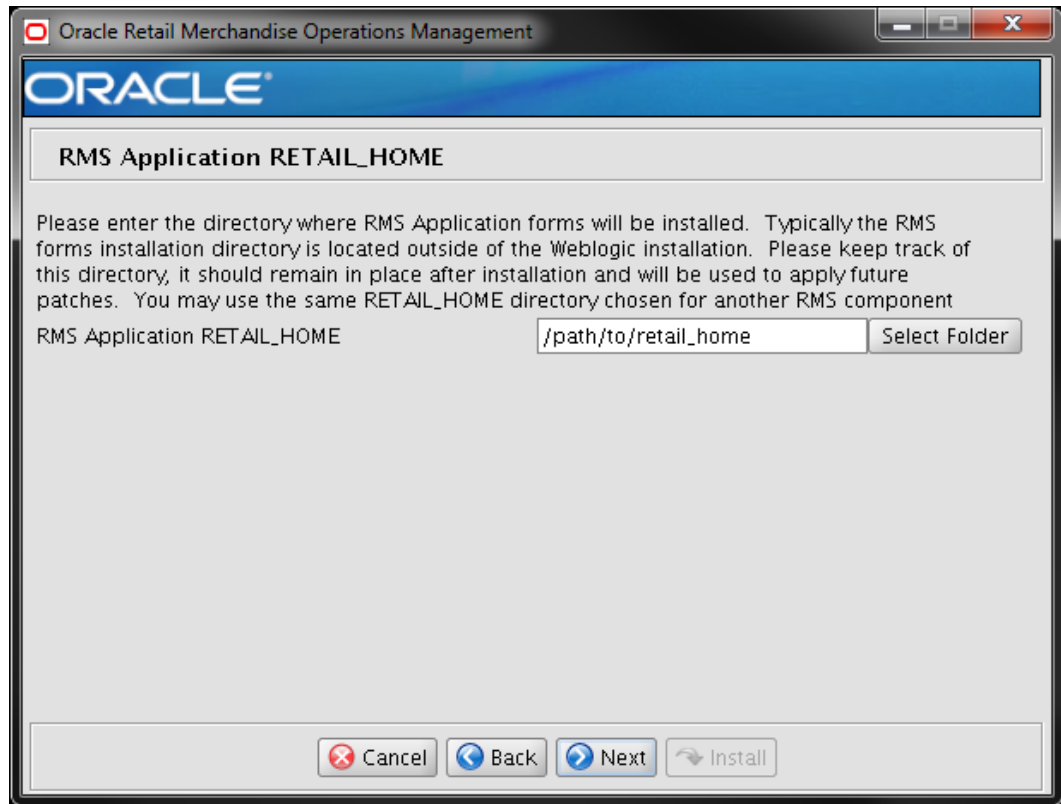 Oracle Retail Merchandise Operations Management
ORACLE®
RMS Application RETAIL_HOME
Please enter the directory where RMS Application forms will be installed. Typically the RMS
forms installation directory is located outside of the Weblogic installation. Please keep track of
this directory, it should remain in place after installation and will be used to apply future
patches. You may use the same RETAIL_HOME directory chosen for another RMS component
RMS Application RETAIL_HOME /path/to/retail_home Select Folder
Cancel Back Next Install